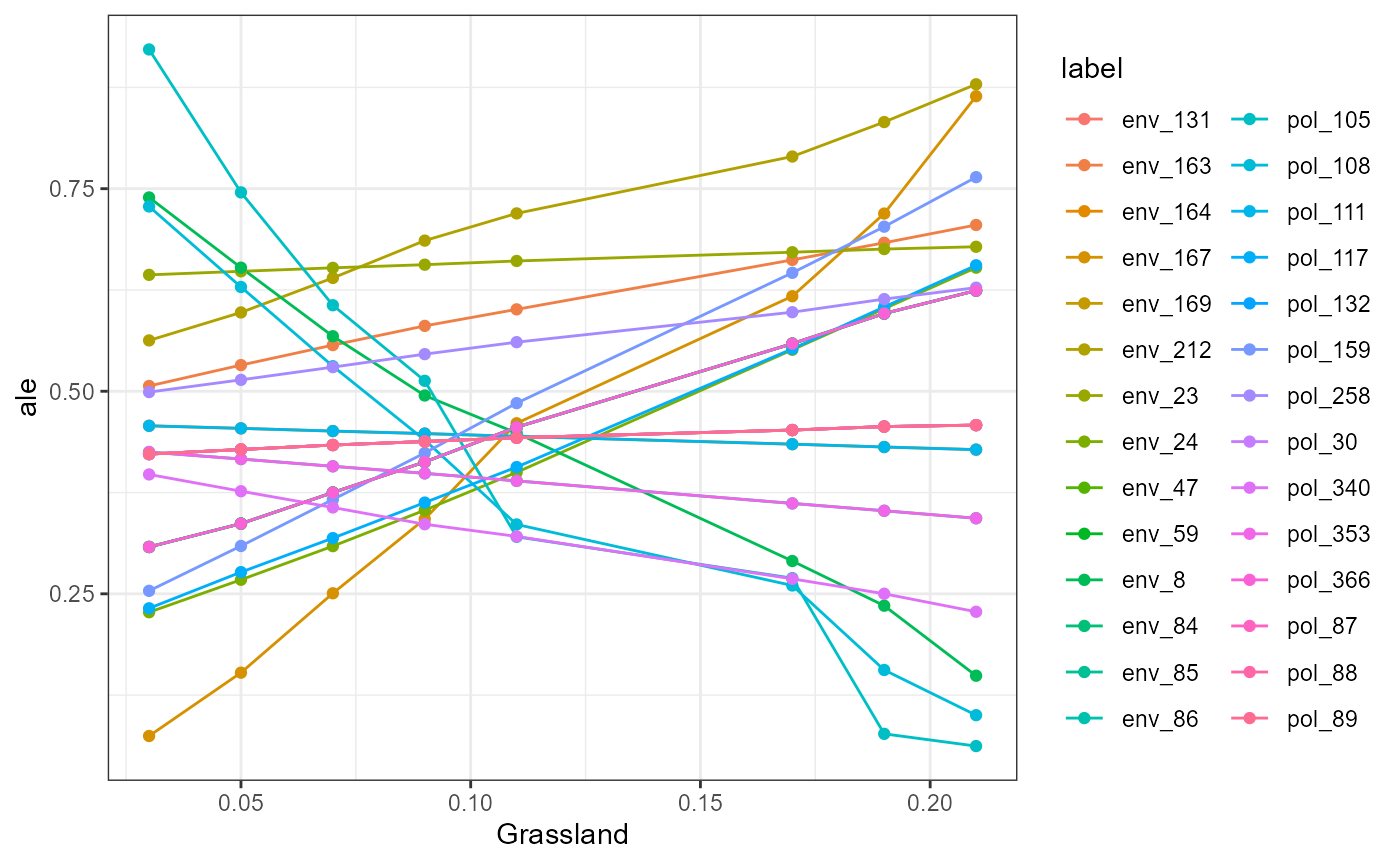 ale
0.75
0.50
0.25
0.05 0.10 0.15 0.20
Grassland
label
env_131 pol_105
env_163 pol_108
env_164 pol_111
env_167 pol_117
env_169 pol_132
env_212 pol_159
env_23 pol_258
env_24 pol_30
env_47 pol_340
env_59 pol_353
env_8 pol_366
env_84 pol_87
env_85 pol_88
env_86 pol_89